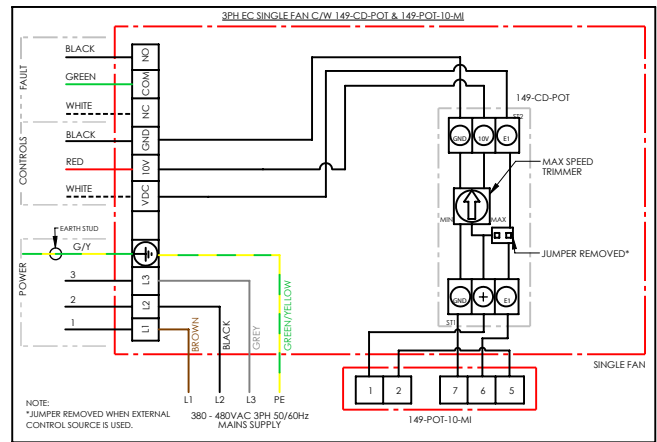 3PH EC SINGLE FAN C/W 149-CD-POT & 149-POT-10-MI
FAULT
BLACK
NO
GREEN
COM
WHITE
NC
CONTROLS
BLACK
GND
RED
10V
WHITE
VDC
EARTH STUD
G/Y
POWER
3
L3
2
L2
1
L1
BROWN
BLACK
GREY
GREEN/YELLOW
L1
L2
L3
PE
380 - 480VAC 3PH 50/60Hz
MAINS SUPPLY
149-CD-POT
ST2
GND
10V
E1
MAX SPEED
TRIMMER
MIN
MAX
JUMPER REMOVED*
GND
+
E1
ST1
SINGLE FAN
1
2
7
6
5
149-POT-10-MI
NOTE:
*JUMPER REMOVED WHEN EXTERNAL
CONTROL SOURCE IS USED.